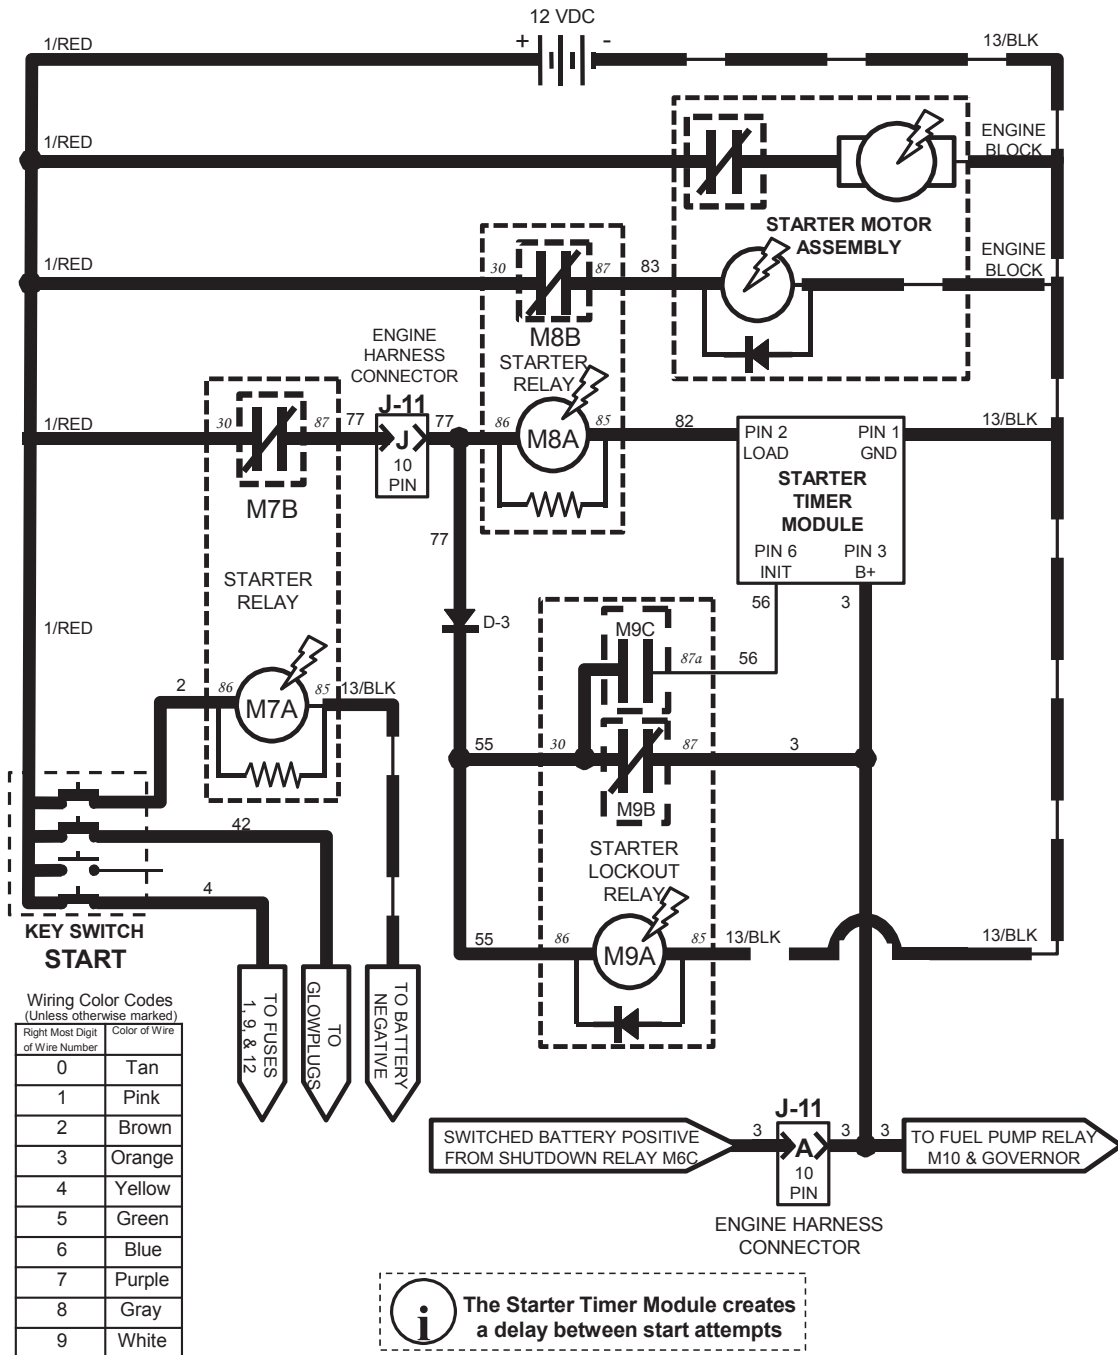 12 VDC
+ -
1/RED
13/BLK
1/RED
ENGINE
BLOCK
STARTER MOTOR
ASSEMBLY
1/RED
30
87
83
ENGINE
BLOCK
M8B
STARTER
RELAY
ENGINE
HARNESS
CONNECTOR
J-11
1/RED
30
87
77
J
10
PIN
77
86
M8A
85
82
PIN 2
LOAD
PIN 1
GND
13/BLK
STARTER
TIMER
MODULE
PIN 6
INIT
PIN 3
B+
M7B
77
STARTER
RELAY
56
3
1/RED
D-3
M9C
87a
56
2
86
M7A
85
13/BLK
55
30
87
3
M9B
42
STARTER
LOCKOUT
RELAY
4
55
86
M9A
85
13/BLK
13/BLK
KEY SWITCH
START
TO FUSES
1, 9, & 12
TO
GLOWPLUGS
TO BATTERY
NEGATIVE
Wiring Color Codes
(Unless otherwise marked)
Right Most Digit
of Wire Number
Color of Wire
0 Tan
1 Pink
2 Brown
3 Orange
4 Yellow
5 Green
6 Blue
7 Purple
8 Gray
9 White
SWITCHED BATTERY POSITIVE
FROM SHUTDOWN RELAY M6C
3
J-11
A
10
PIN
3
3
TO FUEL PUMP RELAY
M10 & GOVERNOR
ENGINE HARNESS
CONNECTOR
i
The Starter Timer Module creates
a delay between start attempts